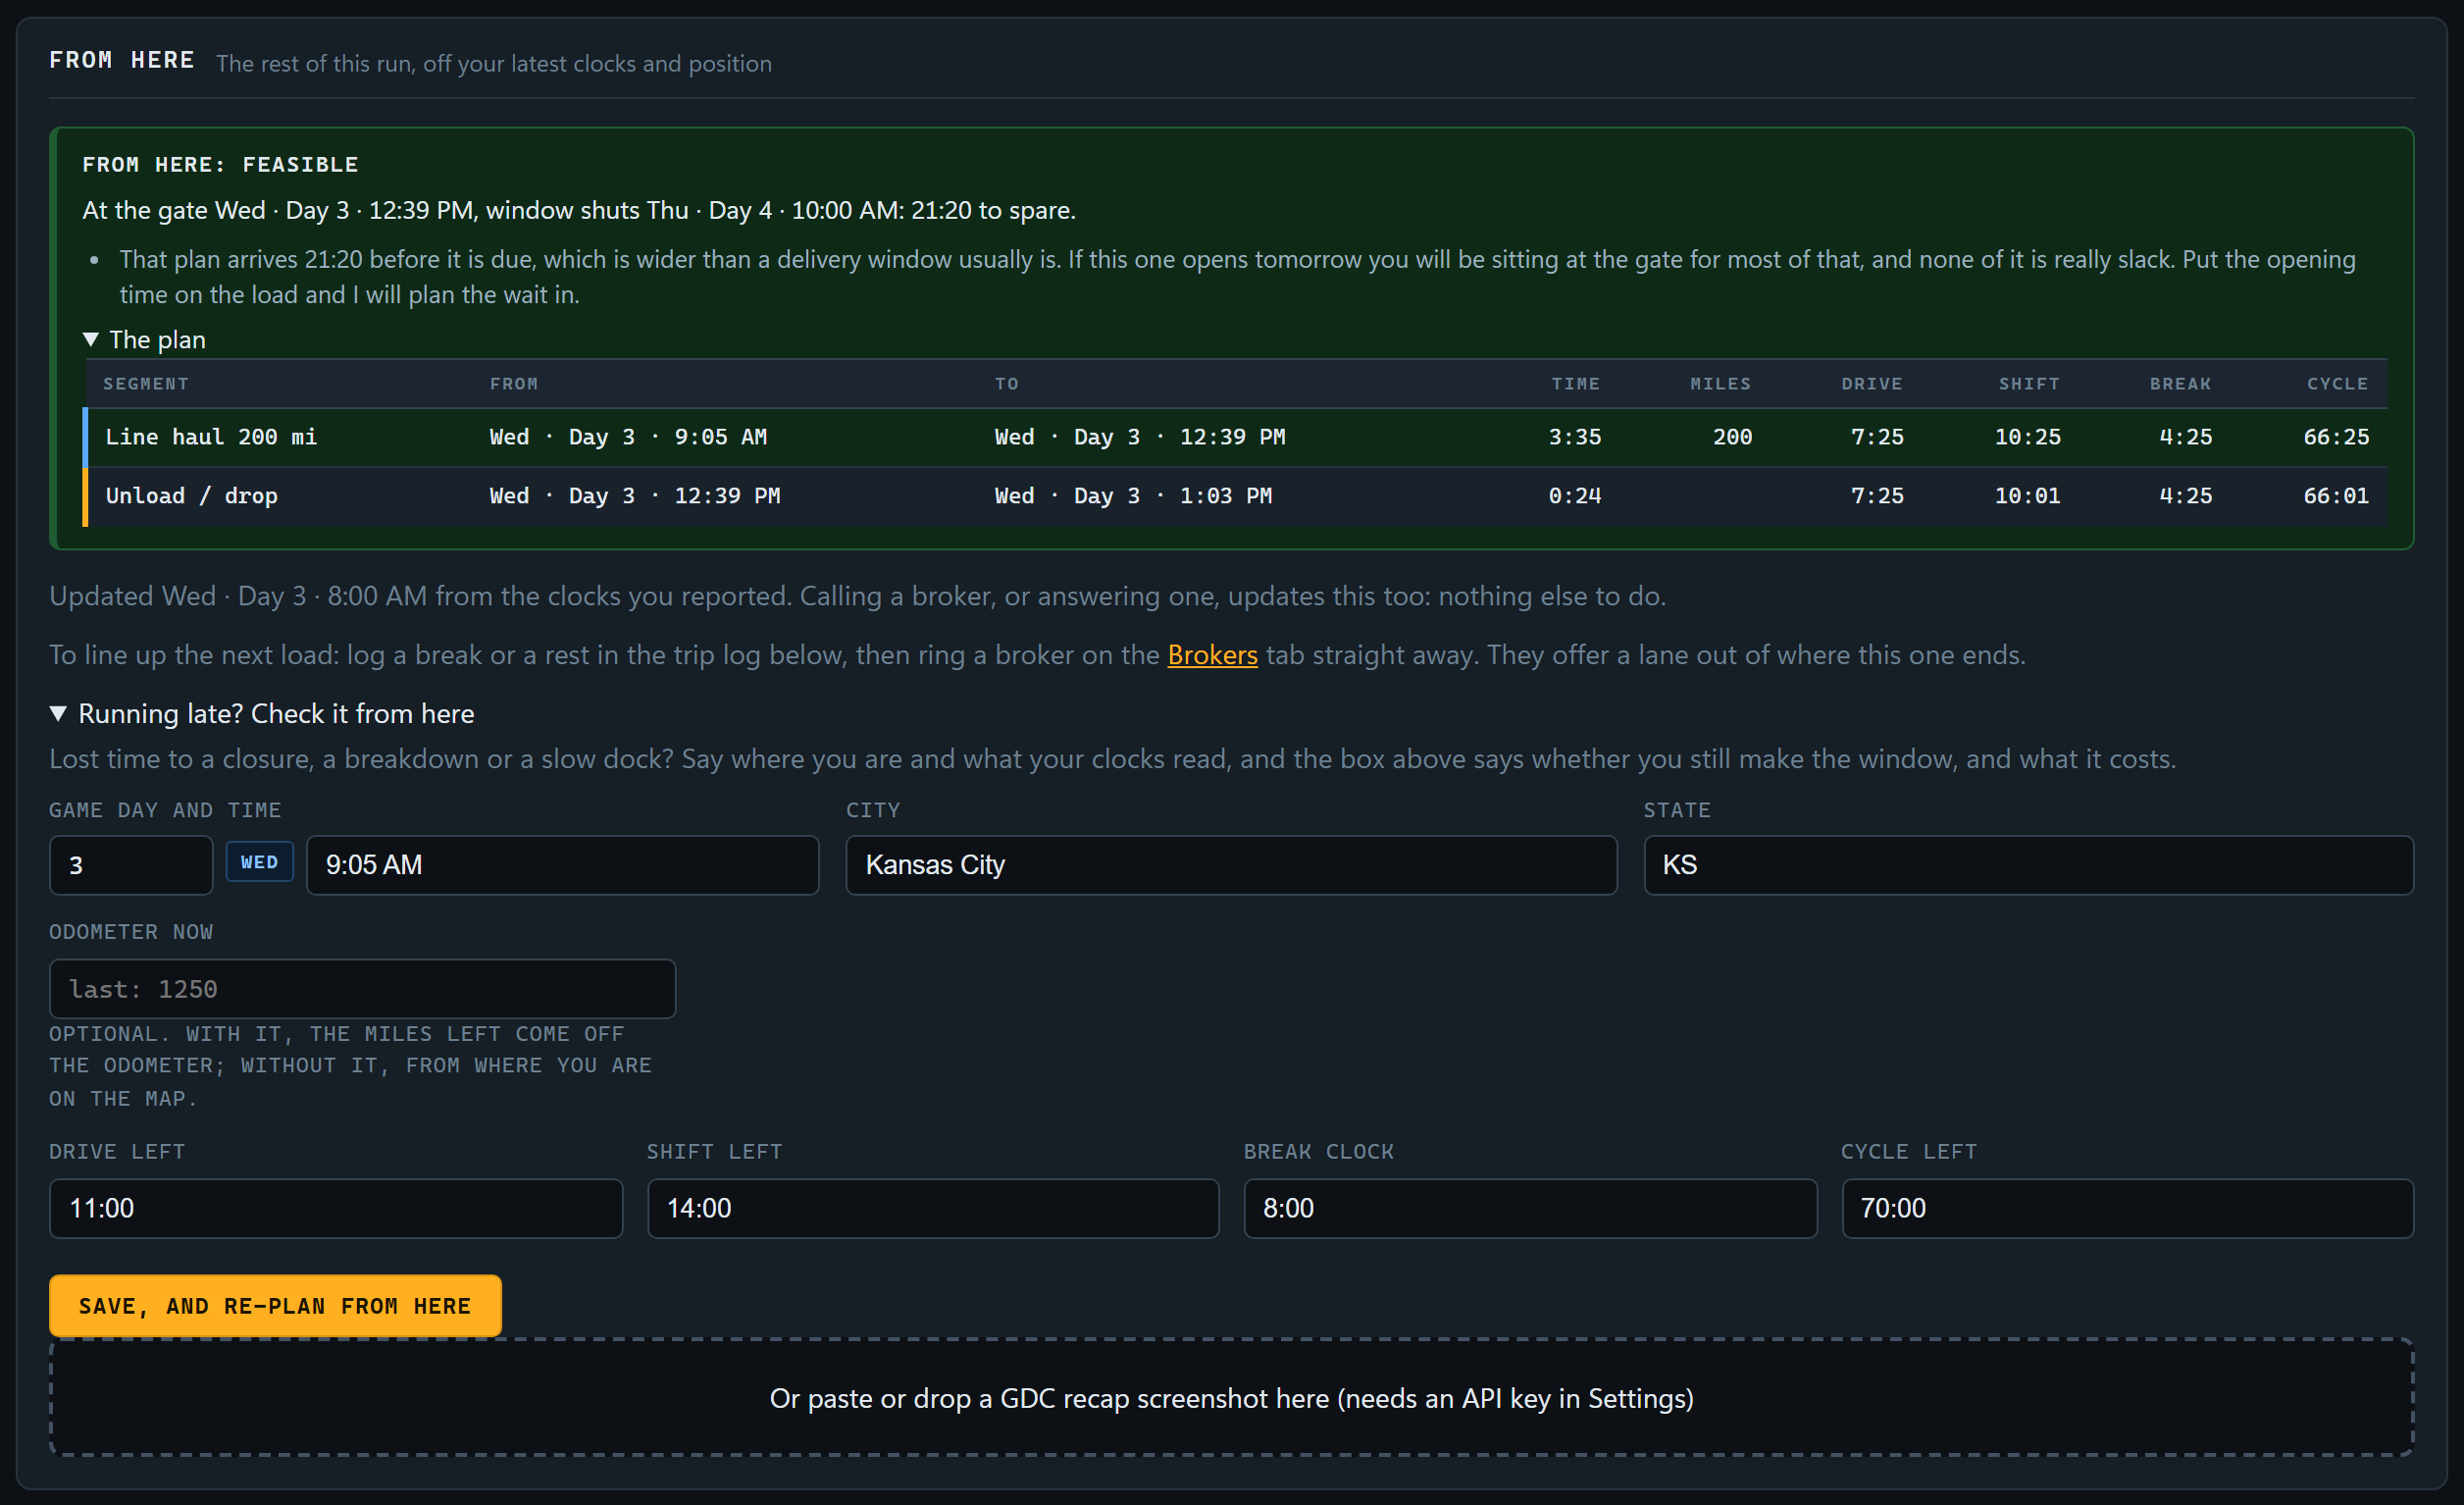 FROM HERE The rest of this run, off your latest clocks and position
FROM HERE: FEASIBLE
At the gate Wed · Day 3 · 12:39 PM, window shuts Thu · Day 4 · 10:00 AM: 21:20 to spare.
• That plan arrives 21:20 before it is due, which is wider than a delivery window usually is. If this one opens tomorrow you will be sitting at the gate for most of that, and none of it is really slack. Put the opening
time on the load and I will plan the wait in.
▼ The plan
SEGMENT FROM TO TIME MILES DRIVE SHIFT BREAK CYCLE
Line haul 200 mi Wed · Day 3 · 9:05 AM Wed · Day 3 · 12:39 PM 3:35 200 7:25 10:25 4:25 66:25
Unload / drop Wed · Day 3 · 12:39 PM Wed · Day 3 · 1:03 PM 0:24 7:25 10:01 4:25 66:01
Updated Wed · Day 3 · 8:00 AM from the clocks you reported. Calling a broker, or answering one, updates this too: nothing else to do.
To line up the next load: log a break or a rest in the trip log below, then ring a broker on the Brokers tab straight away. They offer a lane out of where this one ends.
▼ Running late? Check it from here
Lost time to a closure, a breakdown or a slow dock? Say where you are and what your clocks read, and the box above says whether you still make the window, and what it costs.
GAME DAY AND TIME CITY STATE
3 WED 9:05 AM Kansas City KS
ODOMETER NOW
last: 1250
OPTIONAL. WITH IT, THE MILES LEFT COME OFF
THE ODOMETER; WITHOUT IT, FROM WHERE YOU ARE
ON THE MAP.
DRIVE LEFT SHIFT LEFT BREAK CLOCK CYCLE LEFT
11:00 14:00 8:00 70:00
SAVE, AND RE-PLAN FROM HERE
Or paste or drop a GDC recap screenshot here (needs an API key in Settings)